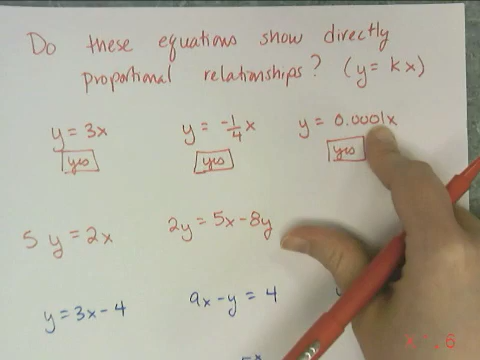 Do these equations show directly
proportional relationships? (y = kx)
y = 3x y = -1/4 x y = 0.0001x
yes yes yes
5y = 2x 2y = 5x - 8y
y = 3x - 4 9x - y = 4